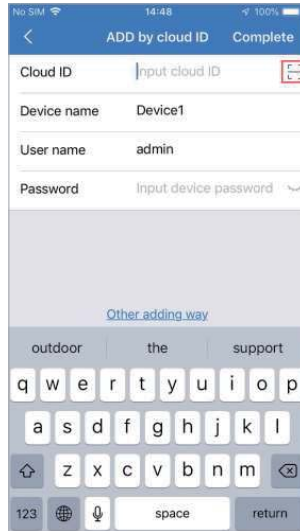 No SIM 14:48 100%
ADD by cloud ID Complete
Cloud ID Input cloud ID
Device name Device1
User name admin
Password Input device password
Other adding way
outdoor the support
q w e r t y u i o p
a s d f g h j k l
z x c v b n m
123 space return